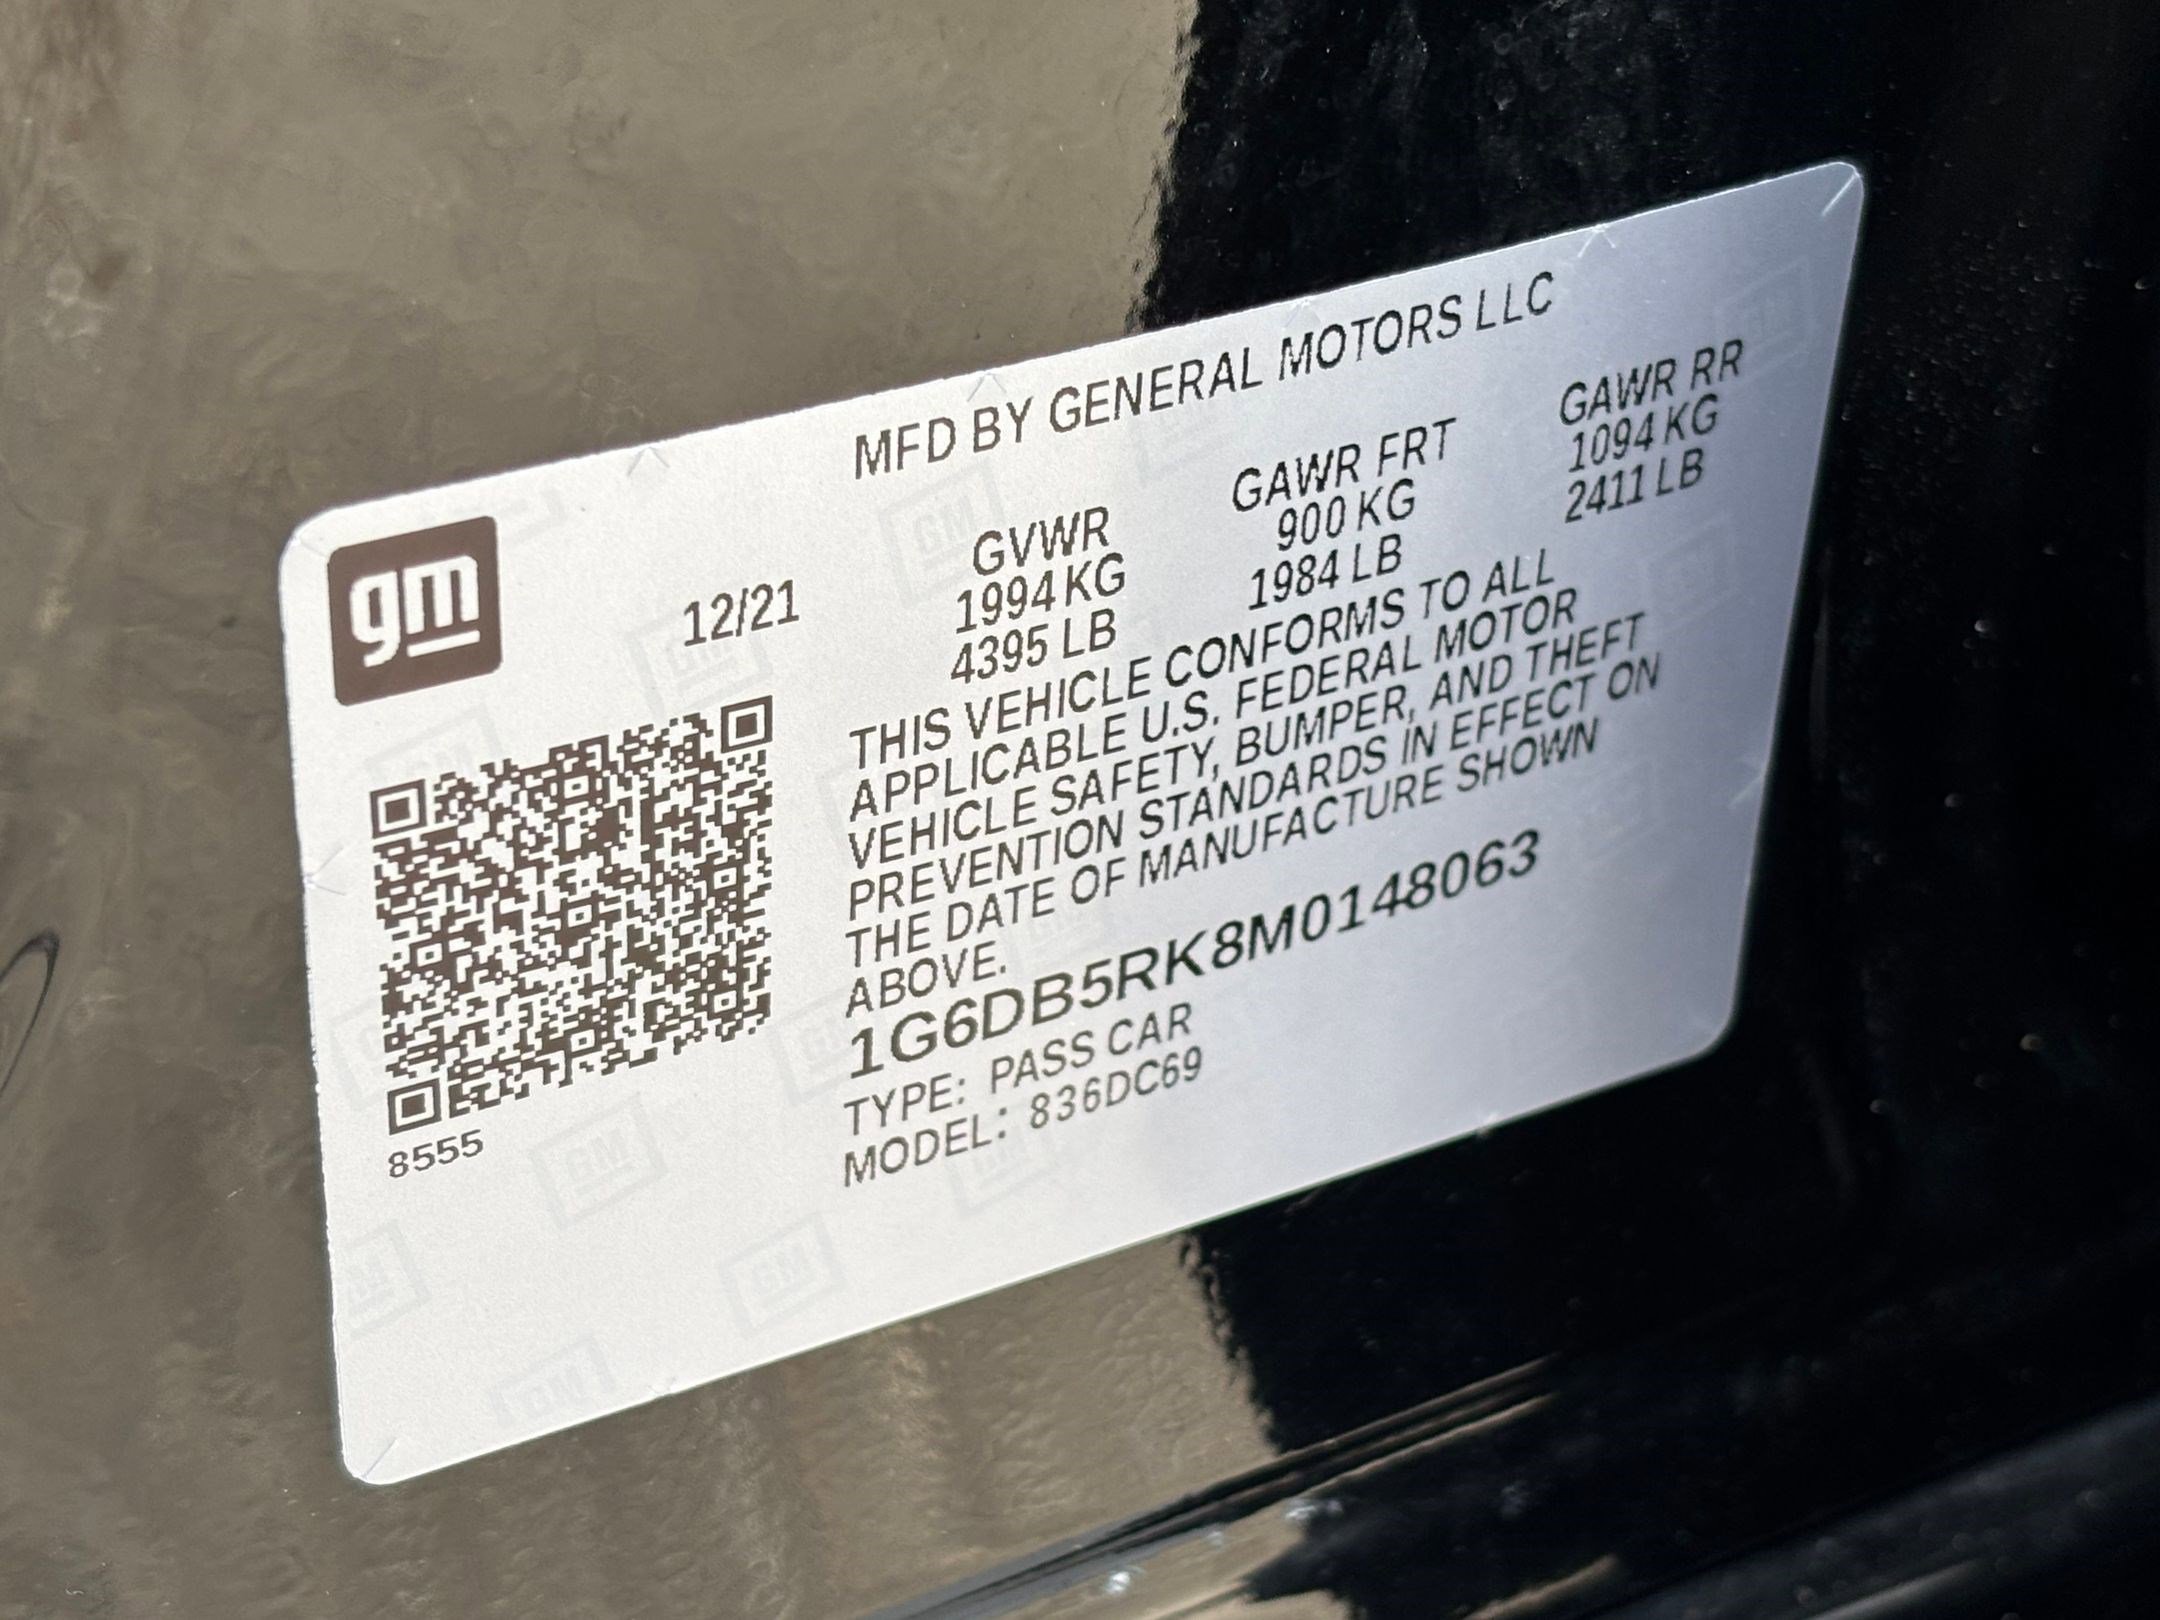 MFD BY GENERAL MOTORS LLC
gm
12/21
GVWR GAWR FRT GAWR RR
1994 KG 900 KG 1094 KG
4395 LB 1984 LB 2411 LB
THIS VEHICLE CONFORMS TO ALL
APPLICABLE U.S. FEDERAL MOTOR
VEHICLE SAFETY, BUMPER, AND THEFT
PREVENTION STANDARDS IN EFFECT ON
THE DATE OF MANUFACTURE SHOWN
ABOVE.
1G6DB5RK8M0148063
TYPE: PASS CAR
MODEL: 836DC69
8555